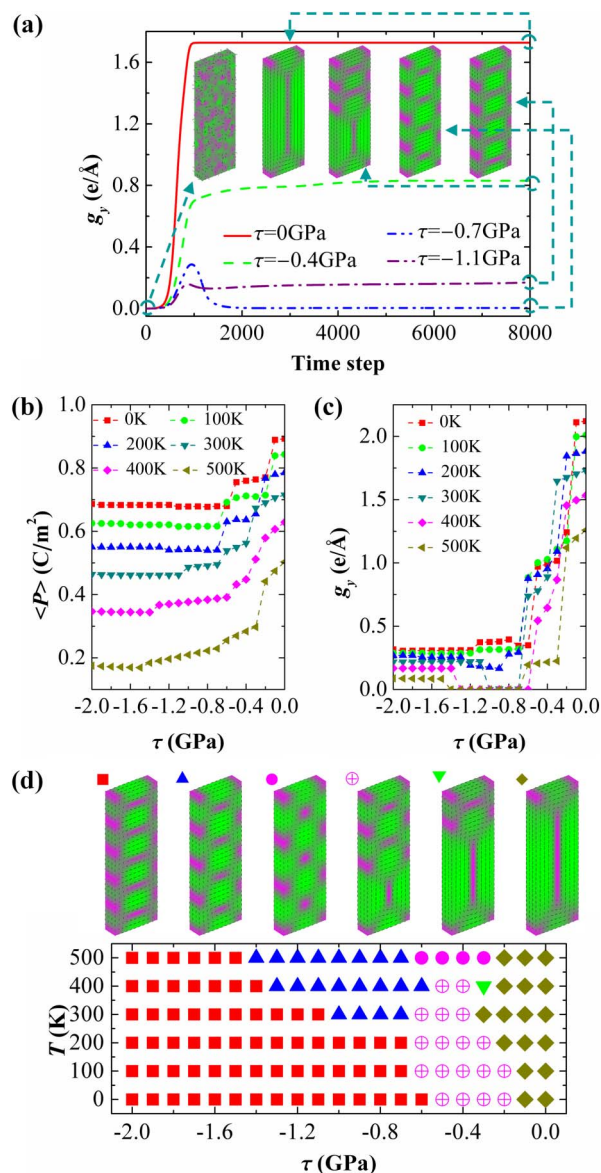 (a)
g_y (e/Å)
1.6
1.2
0.8
0.4
0.0
τ=0GPa
τ=−0.7GPa
τ=−0.4GPa
τ=−1.1GPa
0 2000 4000 6000 8000
Time step
(b)
<P> (C/m²)
1.0
0.8
0.6
0.4
0.2
0K 100K
200K 300K
400K 500K
-2.0 -1.6 -1.2 -0.8 -0.4 0.0
τ (GPa)
(c)
g_y (e/Å)
2.0
1.5
1.0
0.5
0.0
0K
100K
200K
300K
400K
500K
-2.0 -1.6 -1.2 -0.8 -0.4 0.0
τ (GPa)
(d)
T (K)
500
400
300
200
100
0
-2.0 -1.6 -1.2 -0.8 -0.4 0.0
τ (GPa)